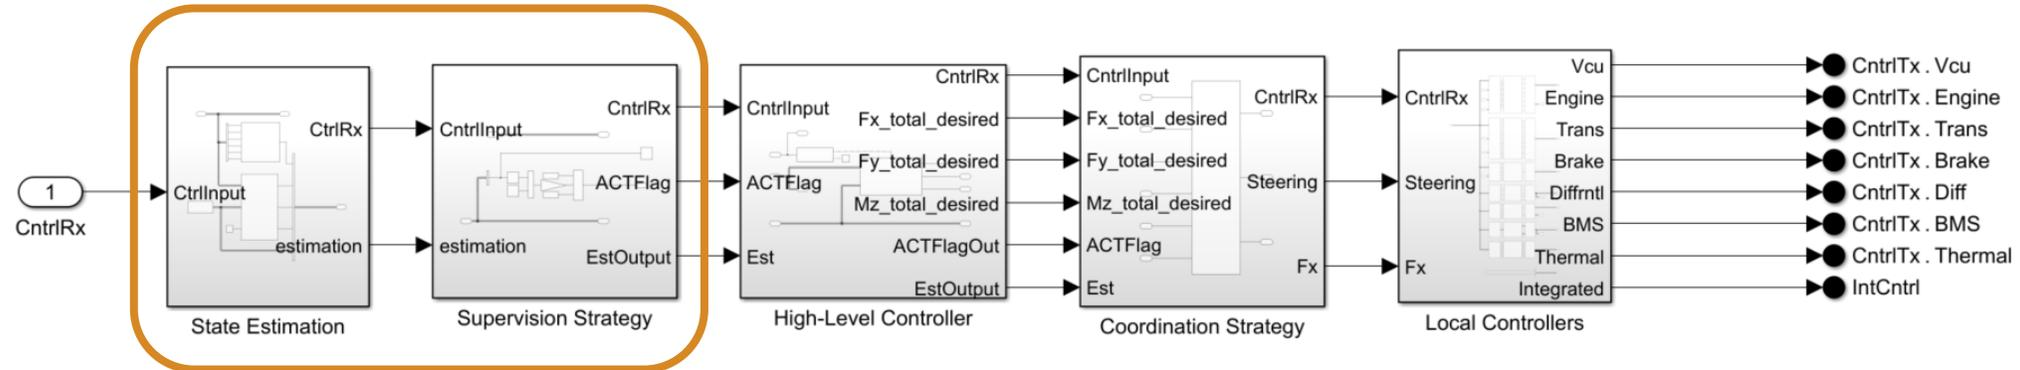 1
CntrlRx
CtrlInput
CtrlRx
estimation
State Estimation
CntrlInput
estimation
CntrlRx
ACTFlag
EstOutput
Supervision Strategy
CntrlInput
ACTFlag
Est
CntrlRx
Fx_total_desired
Fy_total_desired
Mz_total_desired
ACTFlagOut
EstOutput
High-Level Controller
CntrlInput
Fx_total_desired
Fy_total_desired
Mz_total_desired
ACTFlag
Est
CntrlRx
Steering
Fx
Coordination Strategy
CntrlRx
Steering
Fx
Vcu
Engine
Trans
Brake
Diffrntl
BMS
Thermal
Integrated
Local Controllers
CntrlTx . Vcu
CntrlTx . Engine
CntrlTx . Trans
CntrlTx . Brake
CntrlTx . Diff
CntrlTx . BMS
CntrlTx . Thermal
IntCntrl